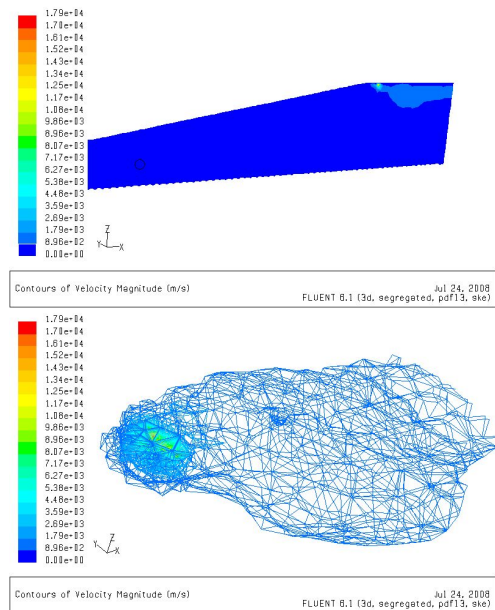 1.79e+04
1.70e+04
1.61e+04
1.52e+04
1.43e+04
1.34e+04
1.25e+04
1.17e+04
1.08e+04
9.86e+03
8.96e+03
8.07e+03
7.17e+03
6.27e+03
5.38e+03
4.48e+03
3.59e+03
2.69e+03
1.79e+03
8.96e+02
0.00e+00
Z
Y X
Contours of Velocity Magnitude (m/s)
Jul 24, 2008
FLUENT 6.1 (3d, segregated, pdf13, ske)
1.79e+04
1.70e+04
1.61e+04
1.52e+04
1.43e+04
1.34e+04
1.25e+04
1.17e+04
1.08e+04
9.86e+03
8.96e+03
8.07e+03
7.17e+03
6.27e+03
5.38e+03
4.48e+03
3.59e+03
2.69e+03
1.79e+03
8.96e+02
0.00e+00
Z
Y X
Contours of Velocity Magnitude (m/s)
Jul 24, 2008
FLUENT 6.1 (3d, segregated, pdf13, ske)